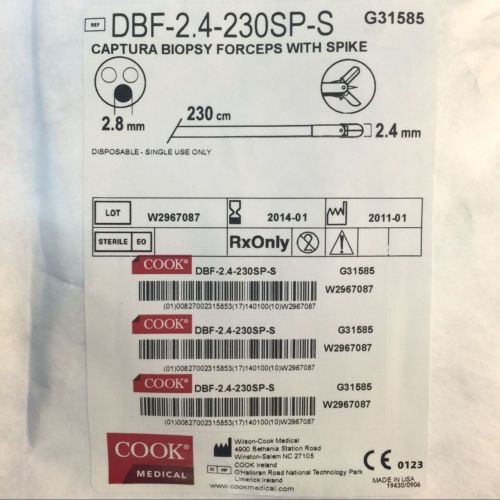 REF DBF-2.4-230SP-S G31585
CAPTURA BIOPSY FORCEPS WITH SPIKE
2.8 mm
230 cm
2.4 mm
DISPOSABLE - SINGLE USE ONLY
LOT W2967087 2014-01 2011-01
STERILE EO RxOnly 2
COOK® DBF-2.4-230SP-S G31585
W2967087
(01)00827002315853(17)140100(10)W2967087
COOK® DBF-2.4-230SP-S G31585
W2967087
(01)00827002315853(17)140100(10)W2967087
COOK® DBF-2.4-230SP-S G31585
W2967087
(01)00827002315853(17)140100(10)W2967087
COOK®
MEDICAL
Wilson-Cook Medical
4900 Bethania Station Road
Winston-Salem NC 27105
EC REP COOK Ireland
O'Halloran Road National Technology Park
Limerick Ireland
www.cookmedical.com
CE 0123
MADE IN USA
19430/0906